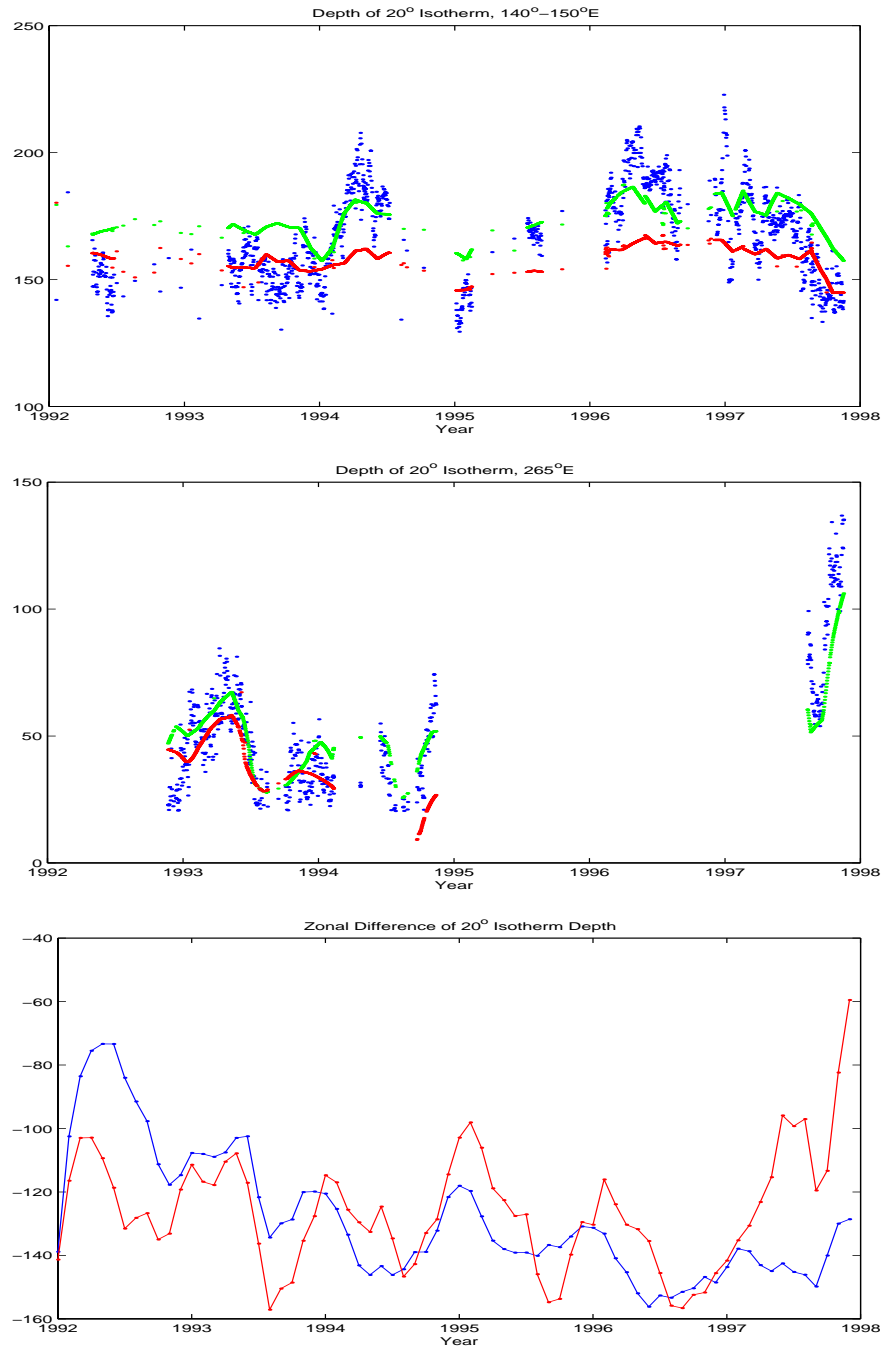 Depth of 20° Isotherm, 140°−150°E
250
200
150
100
1992 1993 1994 1995 1996 1997 1998
Year
Depth of 20° Isotherm, 265°E
150
100
50
0
1992 1993 1994 1995 1996 1997 1998
Year
Zonal Difference of 20° Isotherm Depth
−40
−60
−80
−100
−120
−140
−160
1992 1993 1994 1995 1996 1997 1998
Year